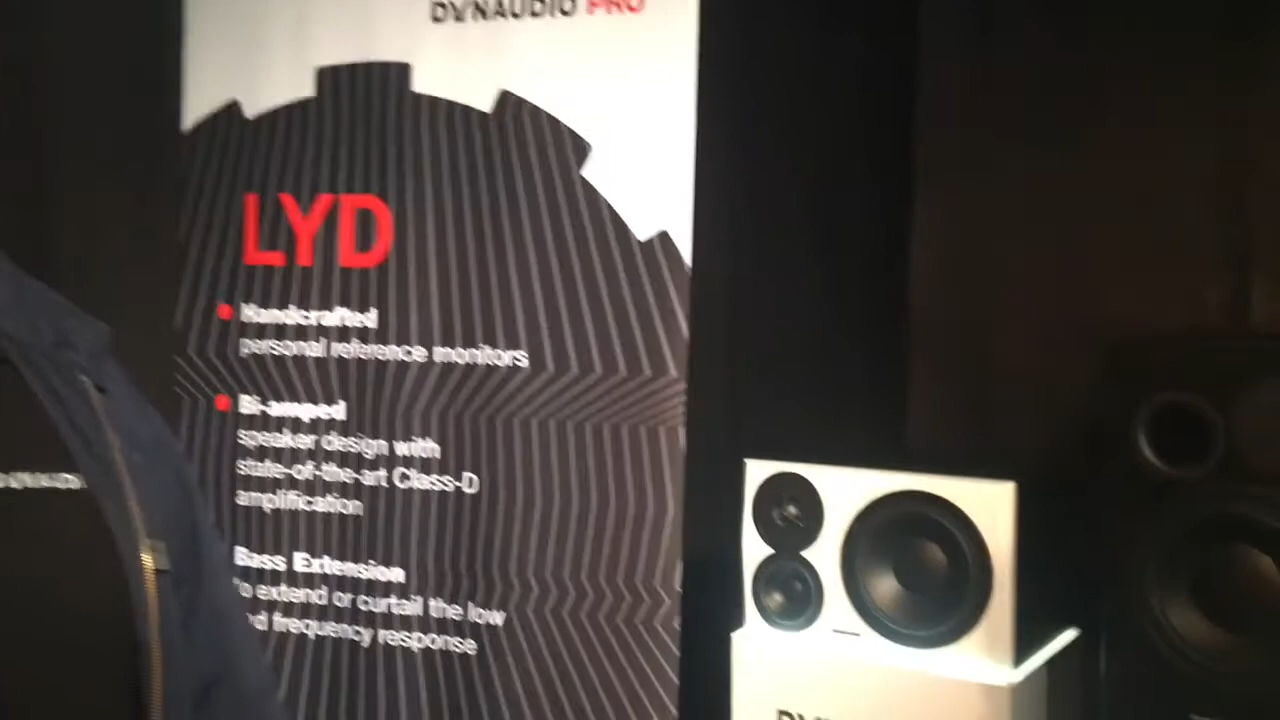 DYNAUDIO PRO
LYD
Handcrafted
personal reference monitors
Bi-amped
speaker design with
state-of-the-art Class-D
amplification
Bass Extension
to extend or curtail the low
frequency response